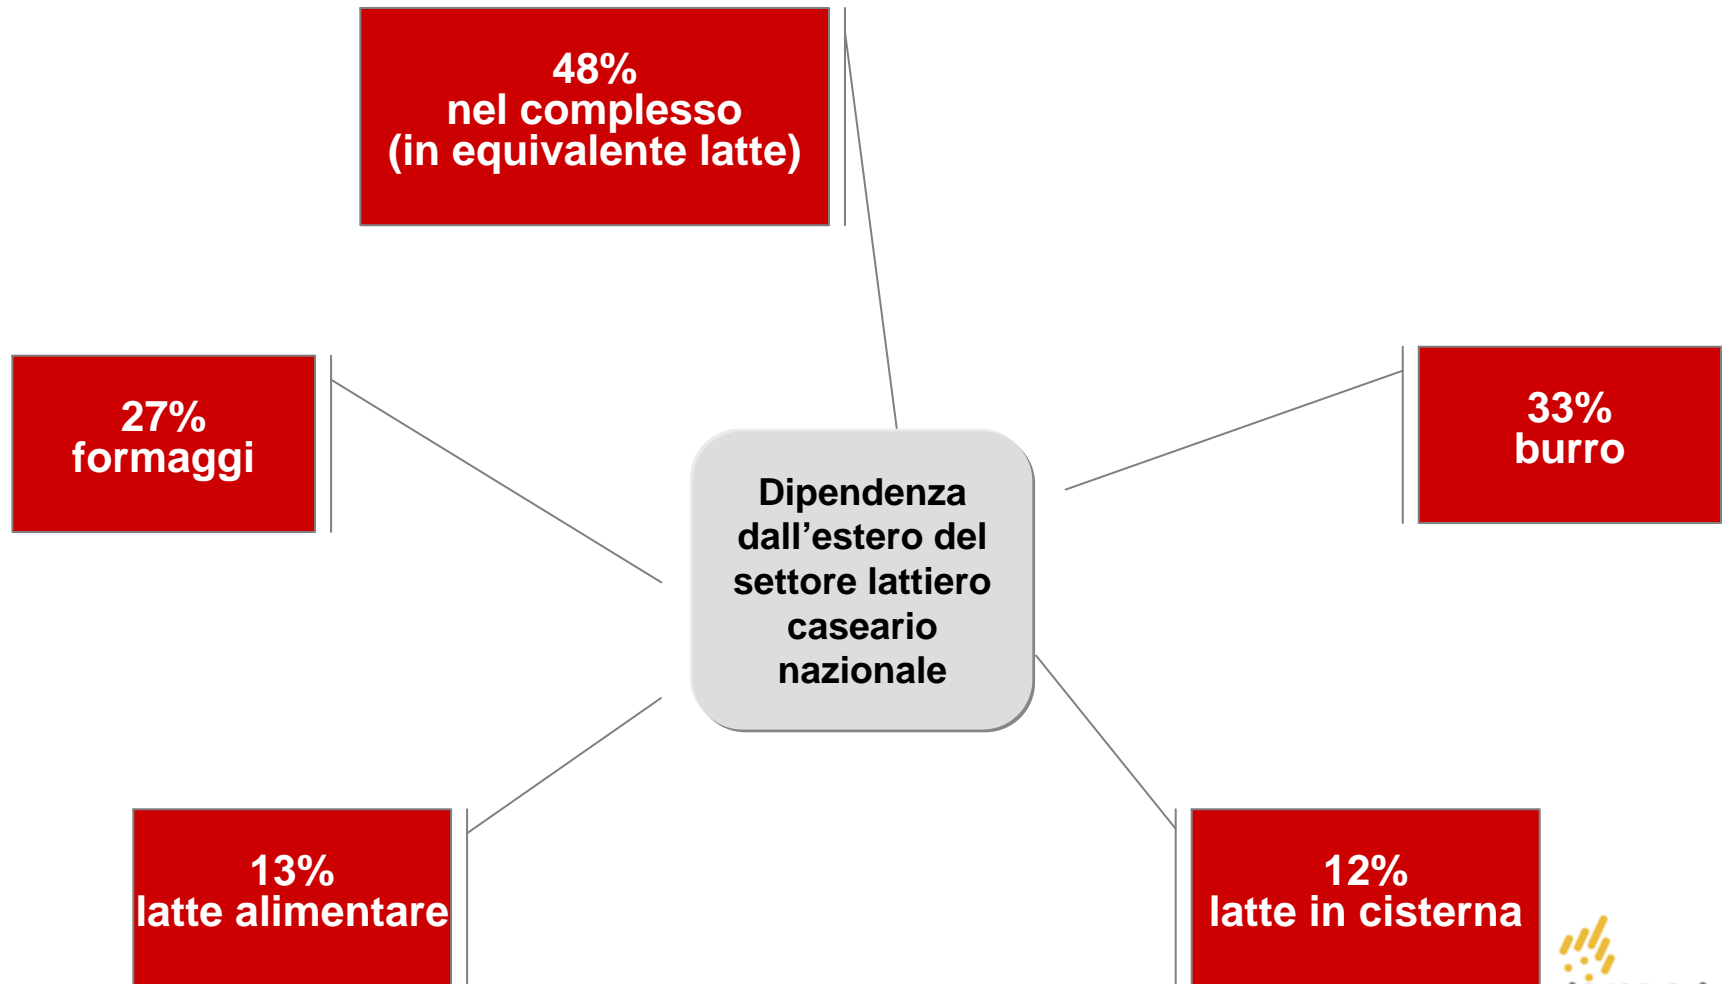 48%
nel complesso
(in equivalente latte)
27%
formaggi
33%
burro
Dipendenza
dall’estero del
settore lattiero
caseario
nazionale
13%
latte alimentare
12%
latte in cisterna